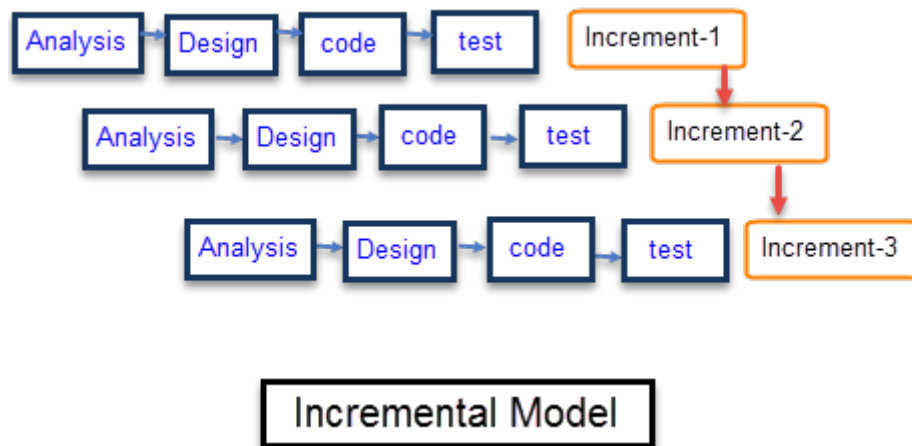 Analysis Design code test Increment-1
Analysis Design code test Increment-2
Analysis Design code test Increment-3
Incremental Model